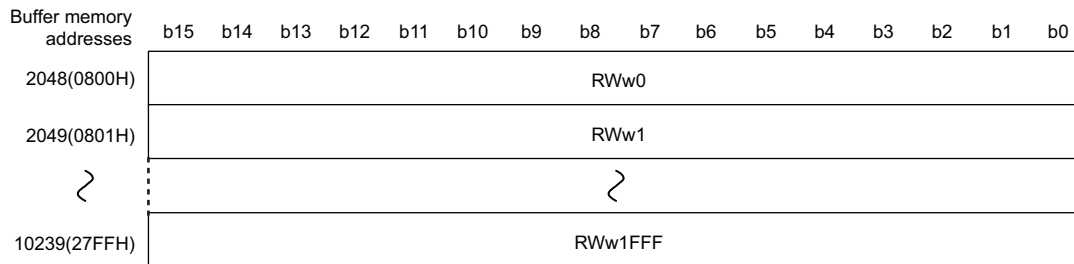 Buffer memory
addresses
b15 b14 b13 b12 b11 b10 b9 b8 b7 b6 b5 b4 b3 b2 b1 b0
2048(0800H) RWw0
2049(0801H) RWw1
10239(27FFH) RWw1FFF